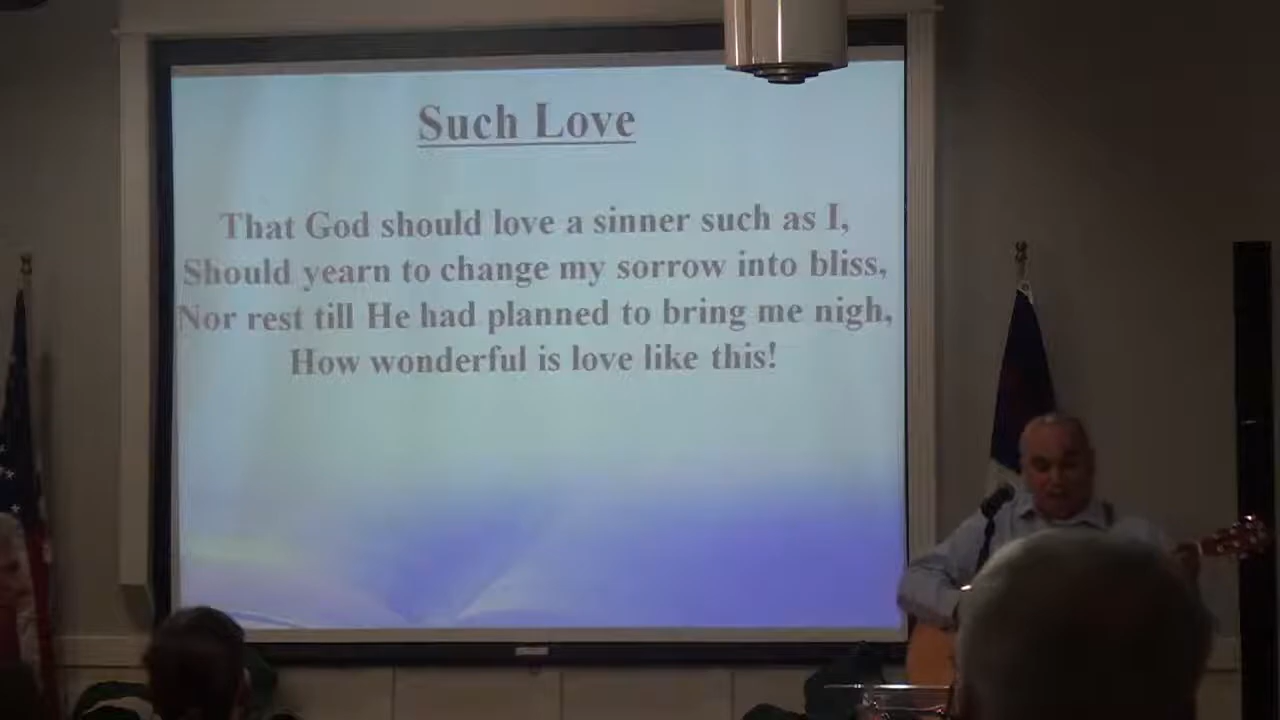 Such Love
That God should love a sinner such as I,
Should yearn to change my sorrow into bliss,
Nor rest till He had planned to bring me nigh,
How wonderful is love like this!